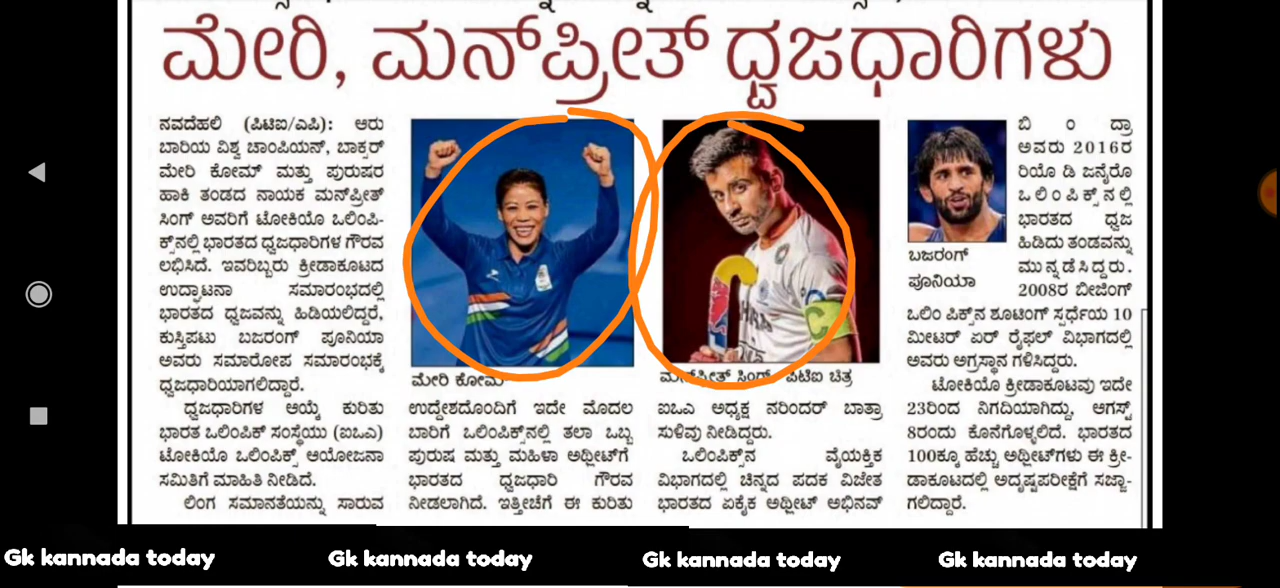 ಮೇರಿ, ಮನ್‌ಪ್ರೀತ್ ಧ್ವಜಧಾರಿಗಳು
ನವದೆಹಲಿ (ಪಿಟಿಐ/ಎಪಿ): ಆರು
ಬಾರಿಯ ವಿಶ್ವ ಚಾಂಪಿಯನ್, ಬಾಕ್ಸರ್
ಮೇರಿ ಕೋಮ್ ಮತ್ತು ಪುರುಷರ
ಹಾಕಿ ತಂಡದ ನಾಯಕ ಮನ್‌ಪ್ರೀತ್
ಸಿಂಗ್ ಅವರಿಗೆ ಟೋಕಿಯೊ ಒಲಿಂಪಿ-
ಕ್ಸ್‌ನಲ್ಲಿ ಭಾರತದ ಧ್ವಜಧಾರಿಗಳ ಗೌರವ
ಲಭಿಸಿದೆ. ಇವರಿಬ್ಬರು ಕ್ರೀಡಾಕೂಟದ
ಉದ್ಘಾಟನಾ ಸಮಾರಂಭದಲ್ಲಿ
ಭಾರತದ ಧ್ವಜವನ್ನು ಹಿಡಿಯಲಿದ್ದರೆ,
ಕುಸ್ತಿಪಟು ಬಜರಂಗ್ ಪೂನಿಯಾ
ಅವರು ಸಮಾರೋಪ ಸಮಾರಂಭಕ್ಕೆ
ಧ್ವಜಧಾರಿಯಾಗಲಿದ್ದಾರೆ.
ಧ್ವಜಧಾರಿಗಳ ಆಯ್ಕೆ ಕುರಿತು
ಭಾರತ ಒಲಿಂಪಿಕ್ ಸಂಸ್ಥೆಯು (ಐಒಎ)
ಟೋಕಿಯೊ ಒಲಿಂಪಿಕ್ಸ್ ಆಯೋಜನಾ
ಸಮಿತಿಗೆ ಮಾಹಿತಿ ನೀಡಿದೆ.
ಲಿಂಗ ಸಮಾನತೆಯನ್ನು ಸಾರುವ
ಮೇರಿ ಕೋಮ್
ಉದ್ದೇಶದೊಂದಿಗೆ ಇದೇ ಮೊದಲ
ಬಾರಿಗೆ ಒಲಿಂಪಿಕ್ಸ್‌ನಲ್ಲಿ ತಲಾ ಒಬ್ಬ
ಪುರುಷ ಮತ್ತು ಮಹಿಳಾ ಅಥ್ಲೀಟ್‌ಗೆ
ಭಾರತದ ಧ್ವಜಧಾರಿ ಗೌರವ
ನೀಡಲಾಗಿದೆ. ಇತ್ತೀಚೆಗೆ ಈ ಕುರಿತು
ಮನ್‌ಪ್ರೀತ್ ಸಿಂಗ್ ಪಿಟಿಐ ಚಿತ್ರ
ಐಒಎ ಅಧ್ಯಕ್ಷ ನರಿಂದರ್ ಬಾತ್ರಾ
ಸುಳಿವು ನೀಡಿದ್ದರು.
ಒಲಿಂಪಿಕ್ಸ್‌ನ ವೈಯಕ್ತಿಕ
ವಿಭಾಗದಲ್ಲಿ ಚಿನ್ನದ ಪದಕ ವಿಜೇತ
ಭಾರತದ ಏಕೈಕ ಅಥ್ಲೀಟ್ ಅಭಿನವ್
ಬಜರಂಗ್
ಪೂನಿಯಾ
ಬಿಂದ್ರಾ
ಅವರು 2016ರ
ರಿಯೊ ಡಿ ಜನೈರೊ
ಒಲಿಂಪಿಕ್ಸ್‌ನಲ್ಲಿ
ಭಾರತದ ಧ್ವಜ
ಹಿಡಿದು ತಂಡವನ್ನು
ಮುನ್ನಡೆಸಿದ್ದರು.
2008ರ ಬೀಜಿಂಗ್
ಒಲಿಂಪಿಕ್ಸ್‌ನ ಶೂಟಿಂಗ್ ಸ್ಪರ್ಧೆಯ 10
ಮೀಟರ್ ಏರ್ ರೈಫಲ್ ವಿಭಾಗದಲ್ಲಿ
ಅವರು ಅಗ್ರಸ್ಥಾನ ಗಳಿಸಿದ್ದರು.
ಟೋಕಿಯೊ ಕ್ರೀಡಾಕೂಟವು ಇದೇ
23ರಿಂದ ನಿಗದಿಯಾಗಿದ್ದು, ಆಗಸ್ಟ್
8ರಂದು ಕೊನೆಗೊಳ್ಳಲಿದೆ. ಭಾರತದ
100ಕ್ಕೂ ಹೆಚ್ಚು ಅಥ್ಲೀಟ್‌ಗಳು ಈ ಕ್ರೀ-
ಡಾಕೂಟದಲ್ಲಿ ಅದೃಷ್ಟಪರೀಕ್ಷೆಗೆ ಸಜ್ಜಾ-
ಗಲಿದ್ದಾರೆ.
Gk kannada today Gk kannada today Gk kannada today Gk kannada today